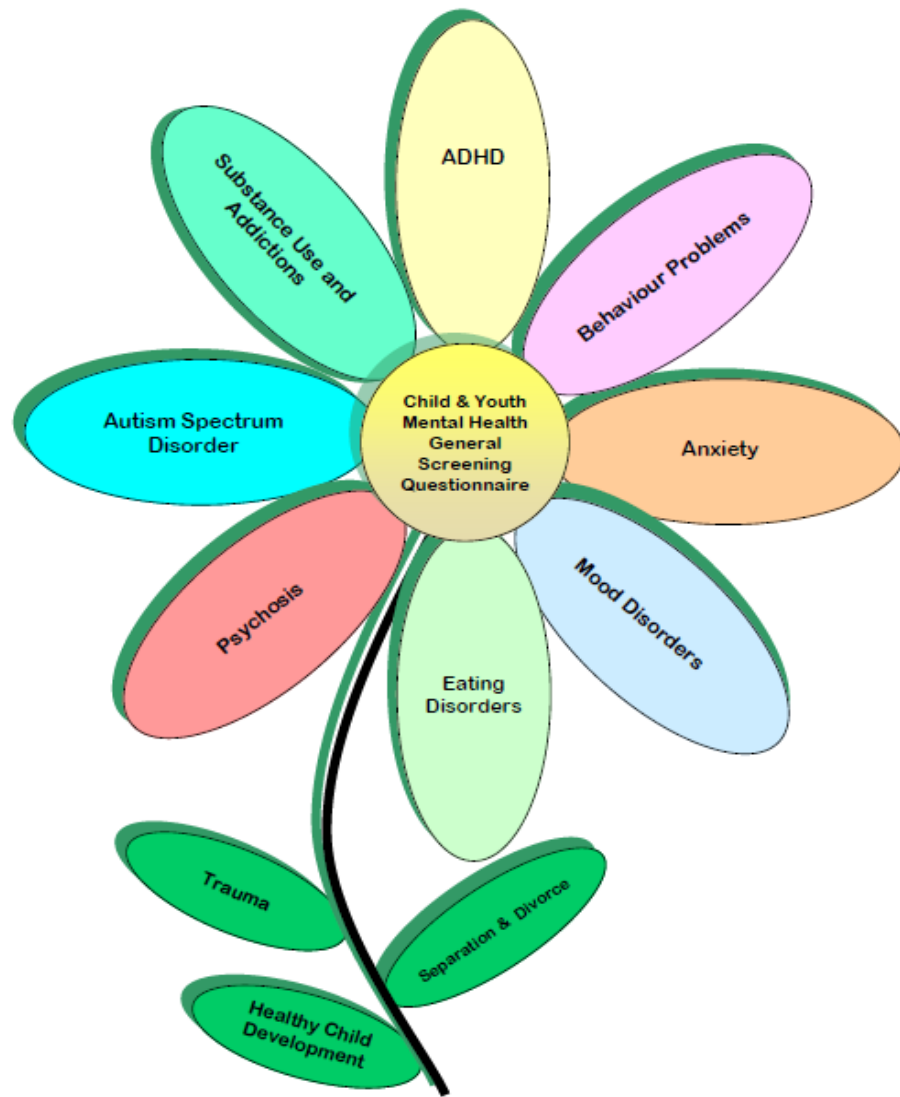 ADHD
Substance Use and
Addictions
Behaviour Problems
Autism Spectrum
Disorder
Child & Youth
Mental Health
General
Screening
Questionnaire
Anxiety
Psychosis
Mood Disorders
Eating
Disorders
Trauma
Separation & Divorce
Healthy Child
Development